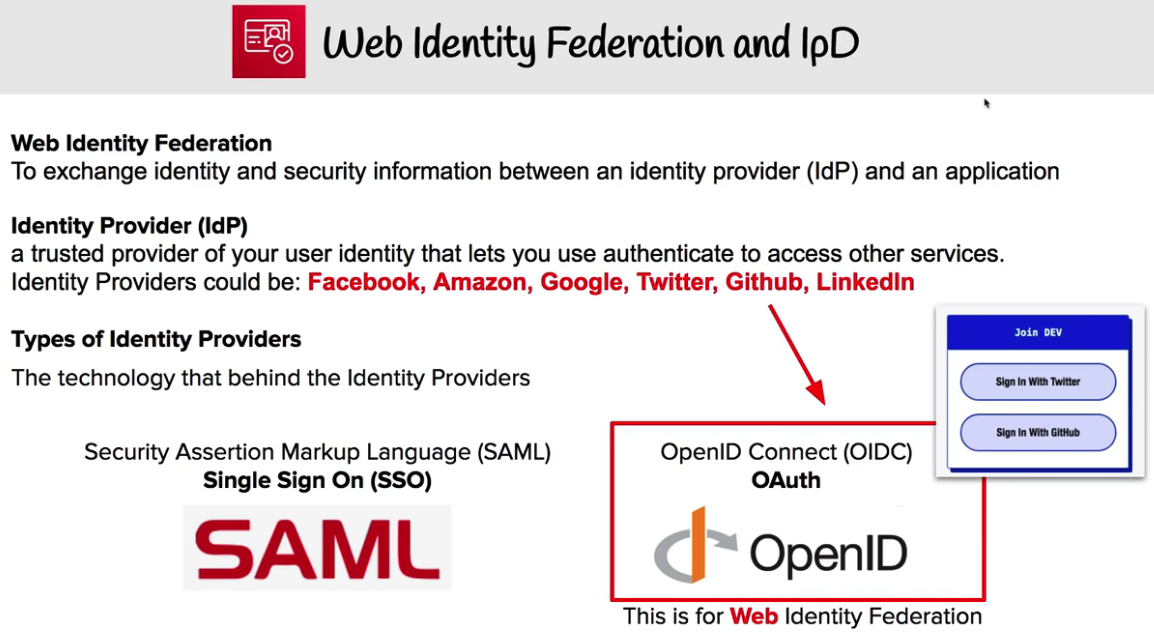 Web Identity Federation and IpD
Web Identity Federation
To exchange identity and security information between an identity provider (IdP) and an application
Identity Provider (IdP)
a trusted provider of your user identity that lets you use authenticate to access other services.
Identity Providers could be: Facebook, Amazon, Google, Twitter, Github, LinkedIn
Types of Identity Providers
The technology that behind the Identity Providers
Join DEV
Sign In With Twitter
Sign In With GitHub
Security Assertion Markup Language (SAML)
Single Sign On (SSO)
SAML
OpenID Connect (OIDC)
OAuth
OpenID
This is for Web Identity Federation